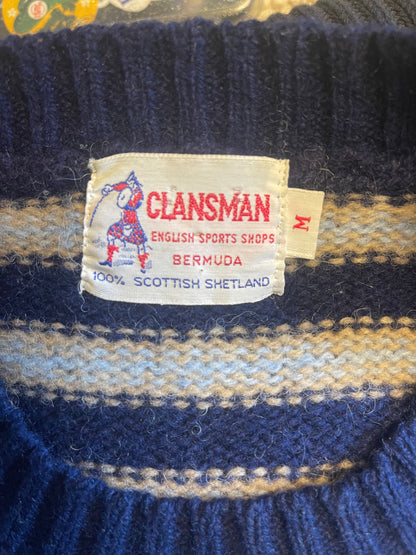 CLANSMAN
ENGLISH SPORTS SHOPS
BERMUDA
100% SCOTTISH SHETLAND
M